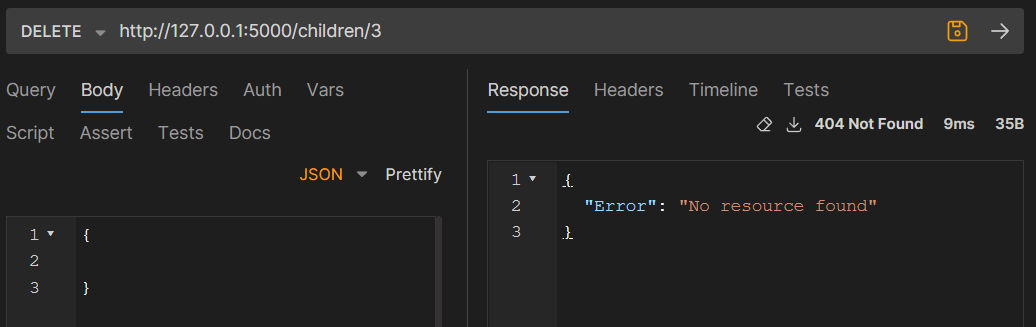 DELETE http://127.0.0.1:5000/children/3
Query Body Headers Auth Vars
Script Assert Tests Docs
JSON Prettify
1 {
2
3 }
Response Headers Timeline Tests
404 Not Found 9ms 35B
1 {
2 "Error": "No resource found"
3 }